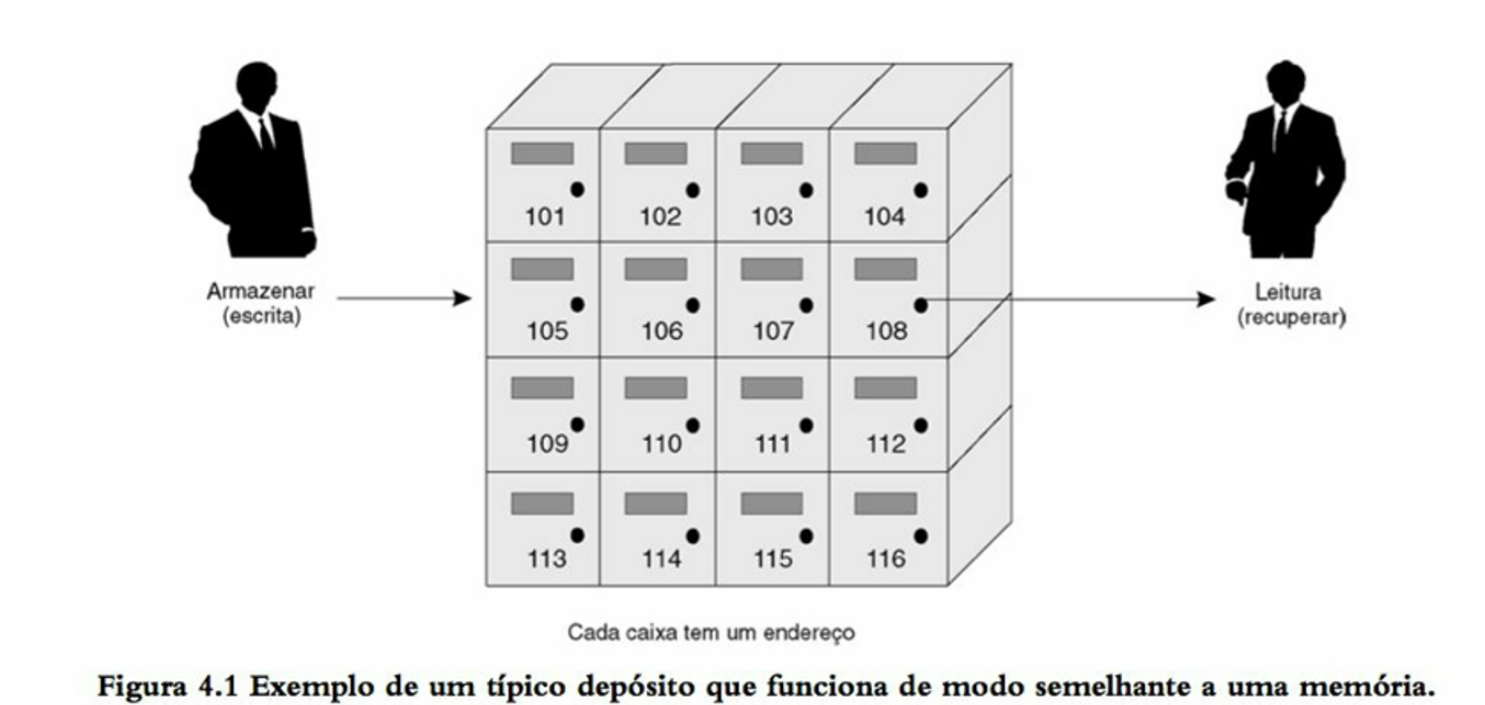 101 102 103 104
Armazenar
(escrita)
Leitura
(recuperar)
105 106 107 108
109 110 111 112
113 114 115 116
Cada caixa tem um endereço
Figura 4.1 Exemplo de um típico depósito que funciona de modo semelhante a uma memória.